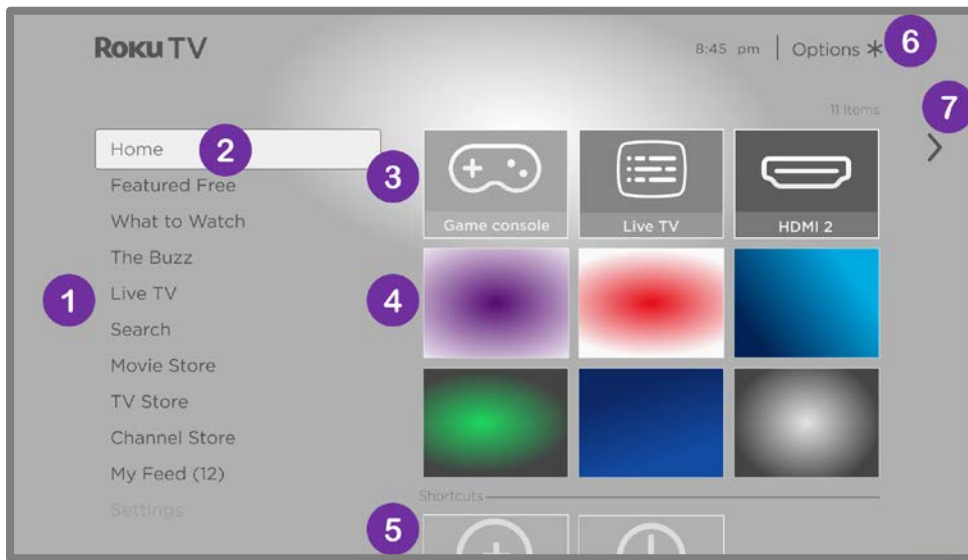 Roku TV
8:45 pm | Options *
6
11 Items
7
Home
2
Featured Free
What to Watch
The Buzz
1
Live TV
Search
Movie Store
TV Store
Channel Store
My Feed (12)
Settings
3
Game console
Live TV
HDMI 2
4
Shortcuts
5